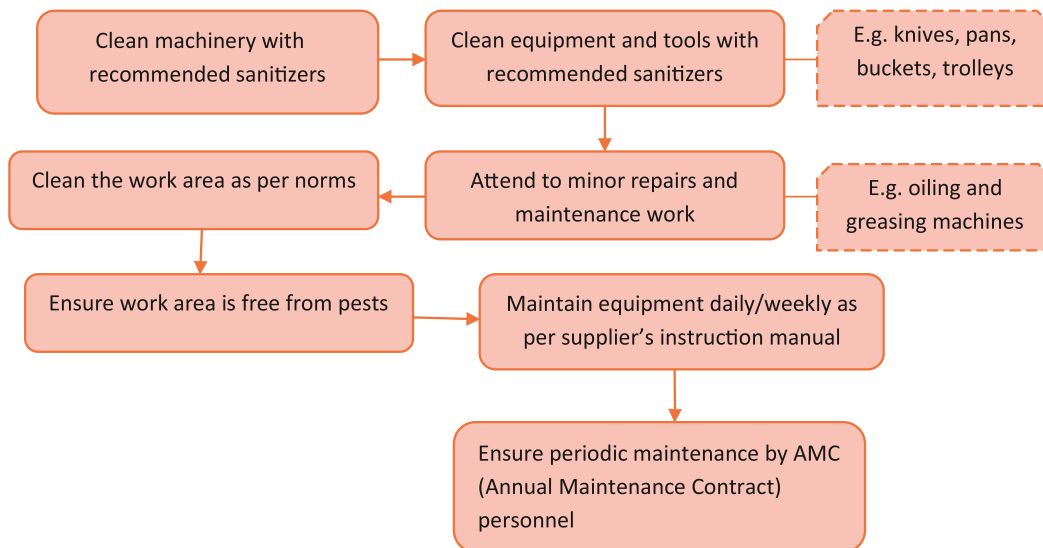 Clean machinery with
recommended sanitizers
Clean equipment and tools with
recommended sanitizers
E.g. knives, pans,
buckets, trolleys
Attend to minor repairs and
maintenance work
E.g. oiling and
greasing machines
Clean the work area as per norms
Ensure work area is free from pests
Maintain equipment daily/weekly as
per supplier’s instruction manual
Ensure periodic maintenance by AMC
(Annual Maintenance Contract)
personnel